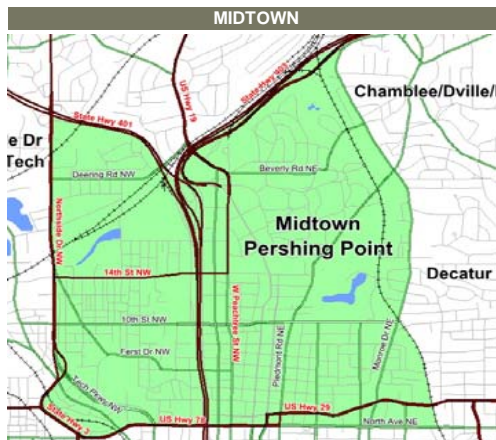 MIDTOWN
US Hwy 19
State Hwy 403
Chamblee/Dville/
State Hwy 401
e Dr
Tech
Deering Rd NW
Beverly Rd NE
Northside Dr NW
Midtown
Pershing Point
Decatur
14th St NW
W Peachtree St NW
10th St NW
Piedmont Rd NE
Monroe Dr NE
Ferst Dr NW
Tech Pkwy NW
State Hwy 3
US Hwy 78
US Hwy 29
North Ave NE